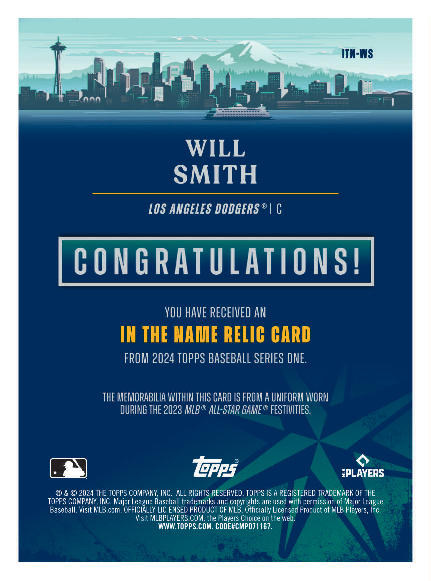 ITN-WS
WILL
SMITH
LOS ANGELES DODGERS® | C
CONGRATULATIONS!
YOU HAVE RECEIVED AN
IN THE NAME RELIC CARD
FROM 2024 TOPPS BASEBALL SERIES ONE.
THE MEMORABILIA WITHIN THIS CARD IS FROM A UNIFORM WORN
DURING THE 2023 MLB® ALL-STAR GAME® FESTIVITIES.
topps®
MLB PLAYERS
® & © 2024 THE TOPPS COMPANY, INC. ALL RIGHTS RESERVED. TOPPS IS A REGISTERED TRADEMARK OF THE
TOPPS COMPANY, INC. Major League Baseball trademarks and copyrights are used with permission of Major League
Baseball. Visit MLB.com. OFFICIALLY LICENSED PRODUCT OF MLB. Officially Licensed Product of MLB Players, Inc.
Visit MLBPLAYERS.COM, the Players Choice on the web.
WWW.TOPPS.COM. CODE#CMP071167.